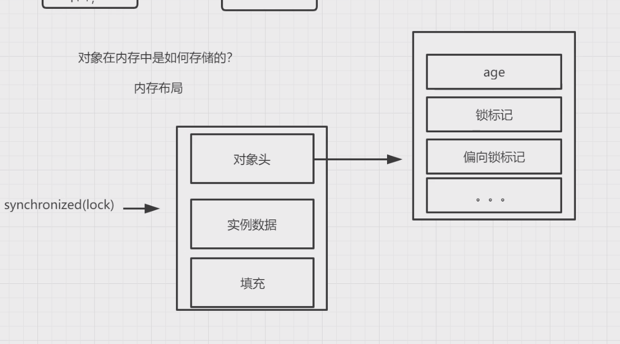 对象在内存中是如何存储的?
内存布局
age
锁标记
偏向锁标记
。。。
对象头
synchronized(lock)
实例数据
填充